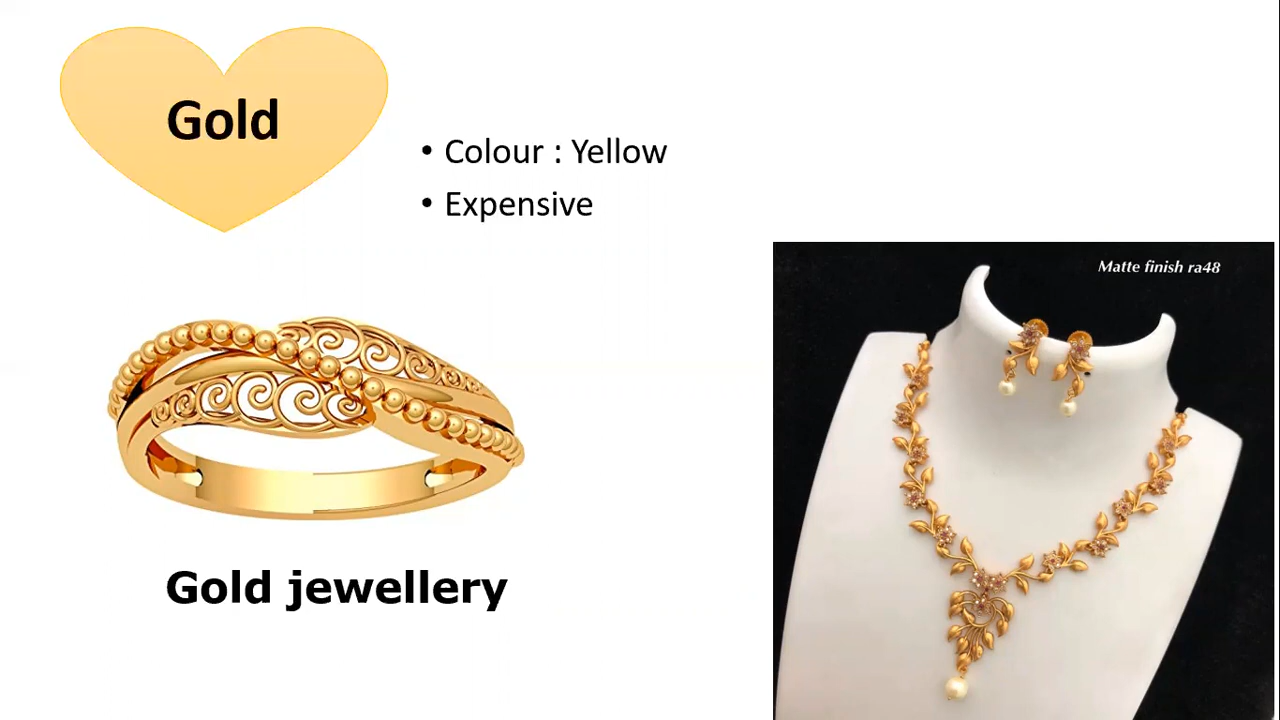 Gold
• Colour : Yellow
• Expensive
Matte finish ra48
Gold jewellery